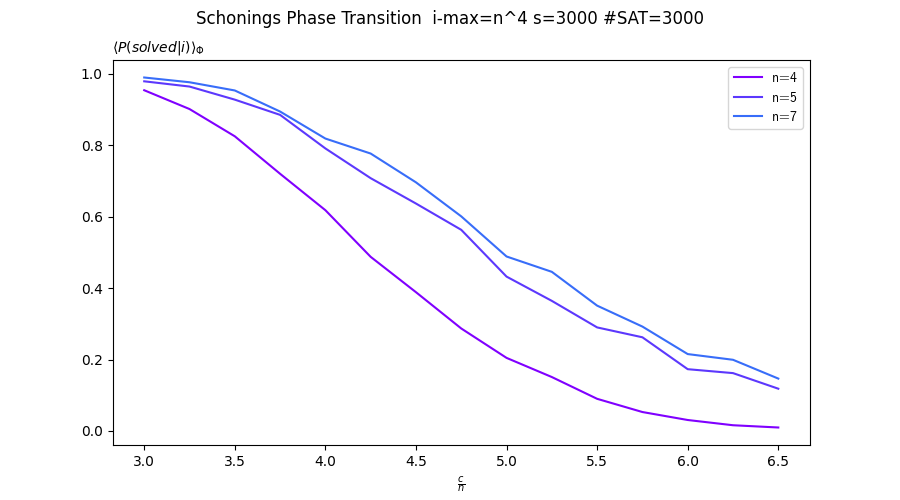 Schonings Phase Transition  i-max=n^4 s=3000 #SAT=3000
⟨P(solved|i)⟩Φ
n=4
n=5
n=7
1.0
0.8
0.6
0.4
0.2
0.0
3.0 3.5 4.0 4.5 5.0 5.5 6.0 6.5
c
n